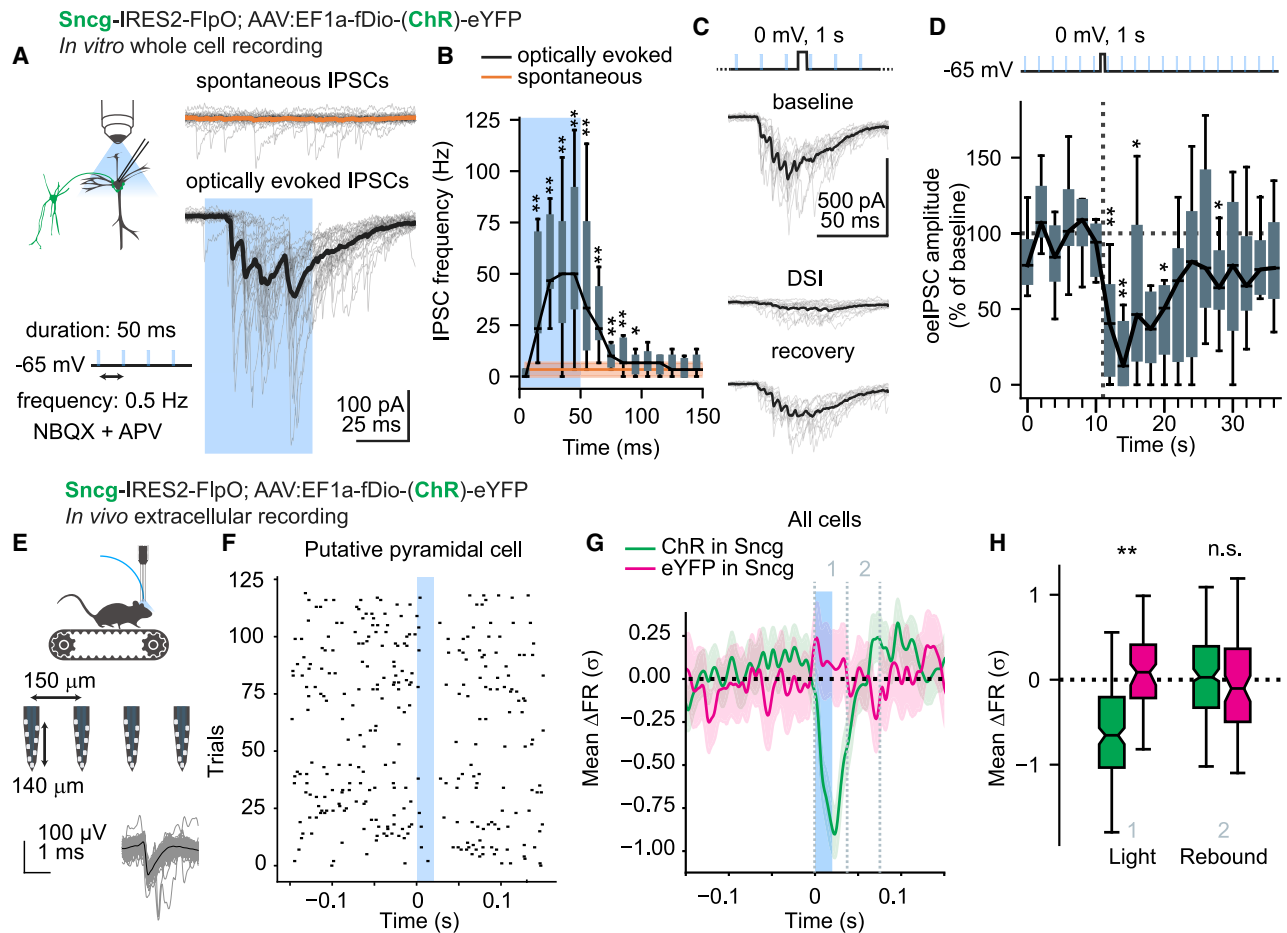 Sncg-IRES2-FlpO; AAV:EF1a-fDio-(ChR)-eYFP
In vitro whole cell recording
A
spontaneous IPSCs
optically evoked IPSCs
duration: 50 ms
-65 mV
frequency: 0.5 Hz
NBQX + APV
100 pA
25 ms
B
optically evoked
spontaneous
IPSC frequency (Hz)
125
100
75
50
25
0
** ** ** ** ** ** ** ** *
0 50 100 150
Time (ms)
C
0 mV, 1 s
baseline
500 pA
50 ms
DSI
recovery
D
0 mV, 1 s
-65 mV
oeIPSC amplitude
(% of baseline)
150
100
50
0
** ** * * *
0 10 20 30
Time (s)
Sncg-IRES2-FlpO; AAV:EF1a-fDio-(ChR)-eYFP
In vivo extracellular recording
E
150 μm
140 μm
100 μV
1 ms
F
Putative pyramidal cell
Trials
125
100
75
50
25
0
−0.1 0 0.1
Time (s)
G
All cells
ChR in Sncg
eYFP in Sncg
1 2
Mean ΔFR (σ)
0.25
0.00
−0.25
−0.50
−0.75
−1.00
−0.1 0 0.1
Time (s)
H
** n.s.
Mean ΔFR (σ)
1
0
−1
1 2
Light Rebound